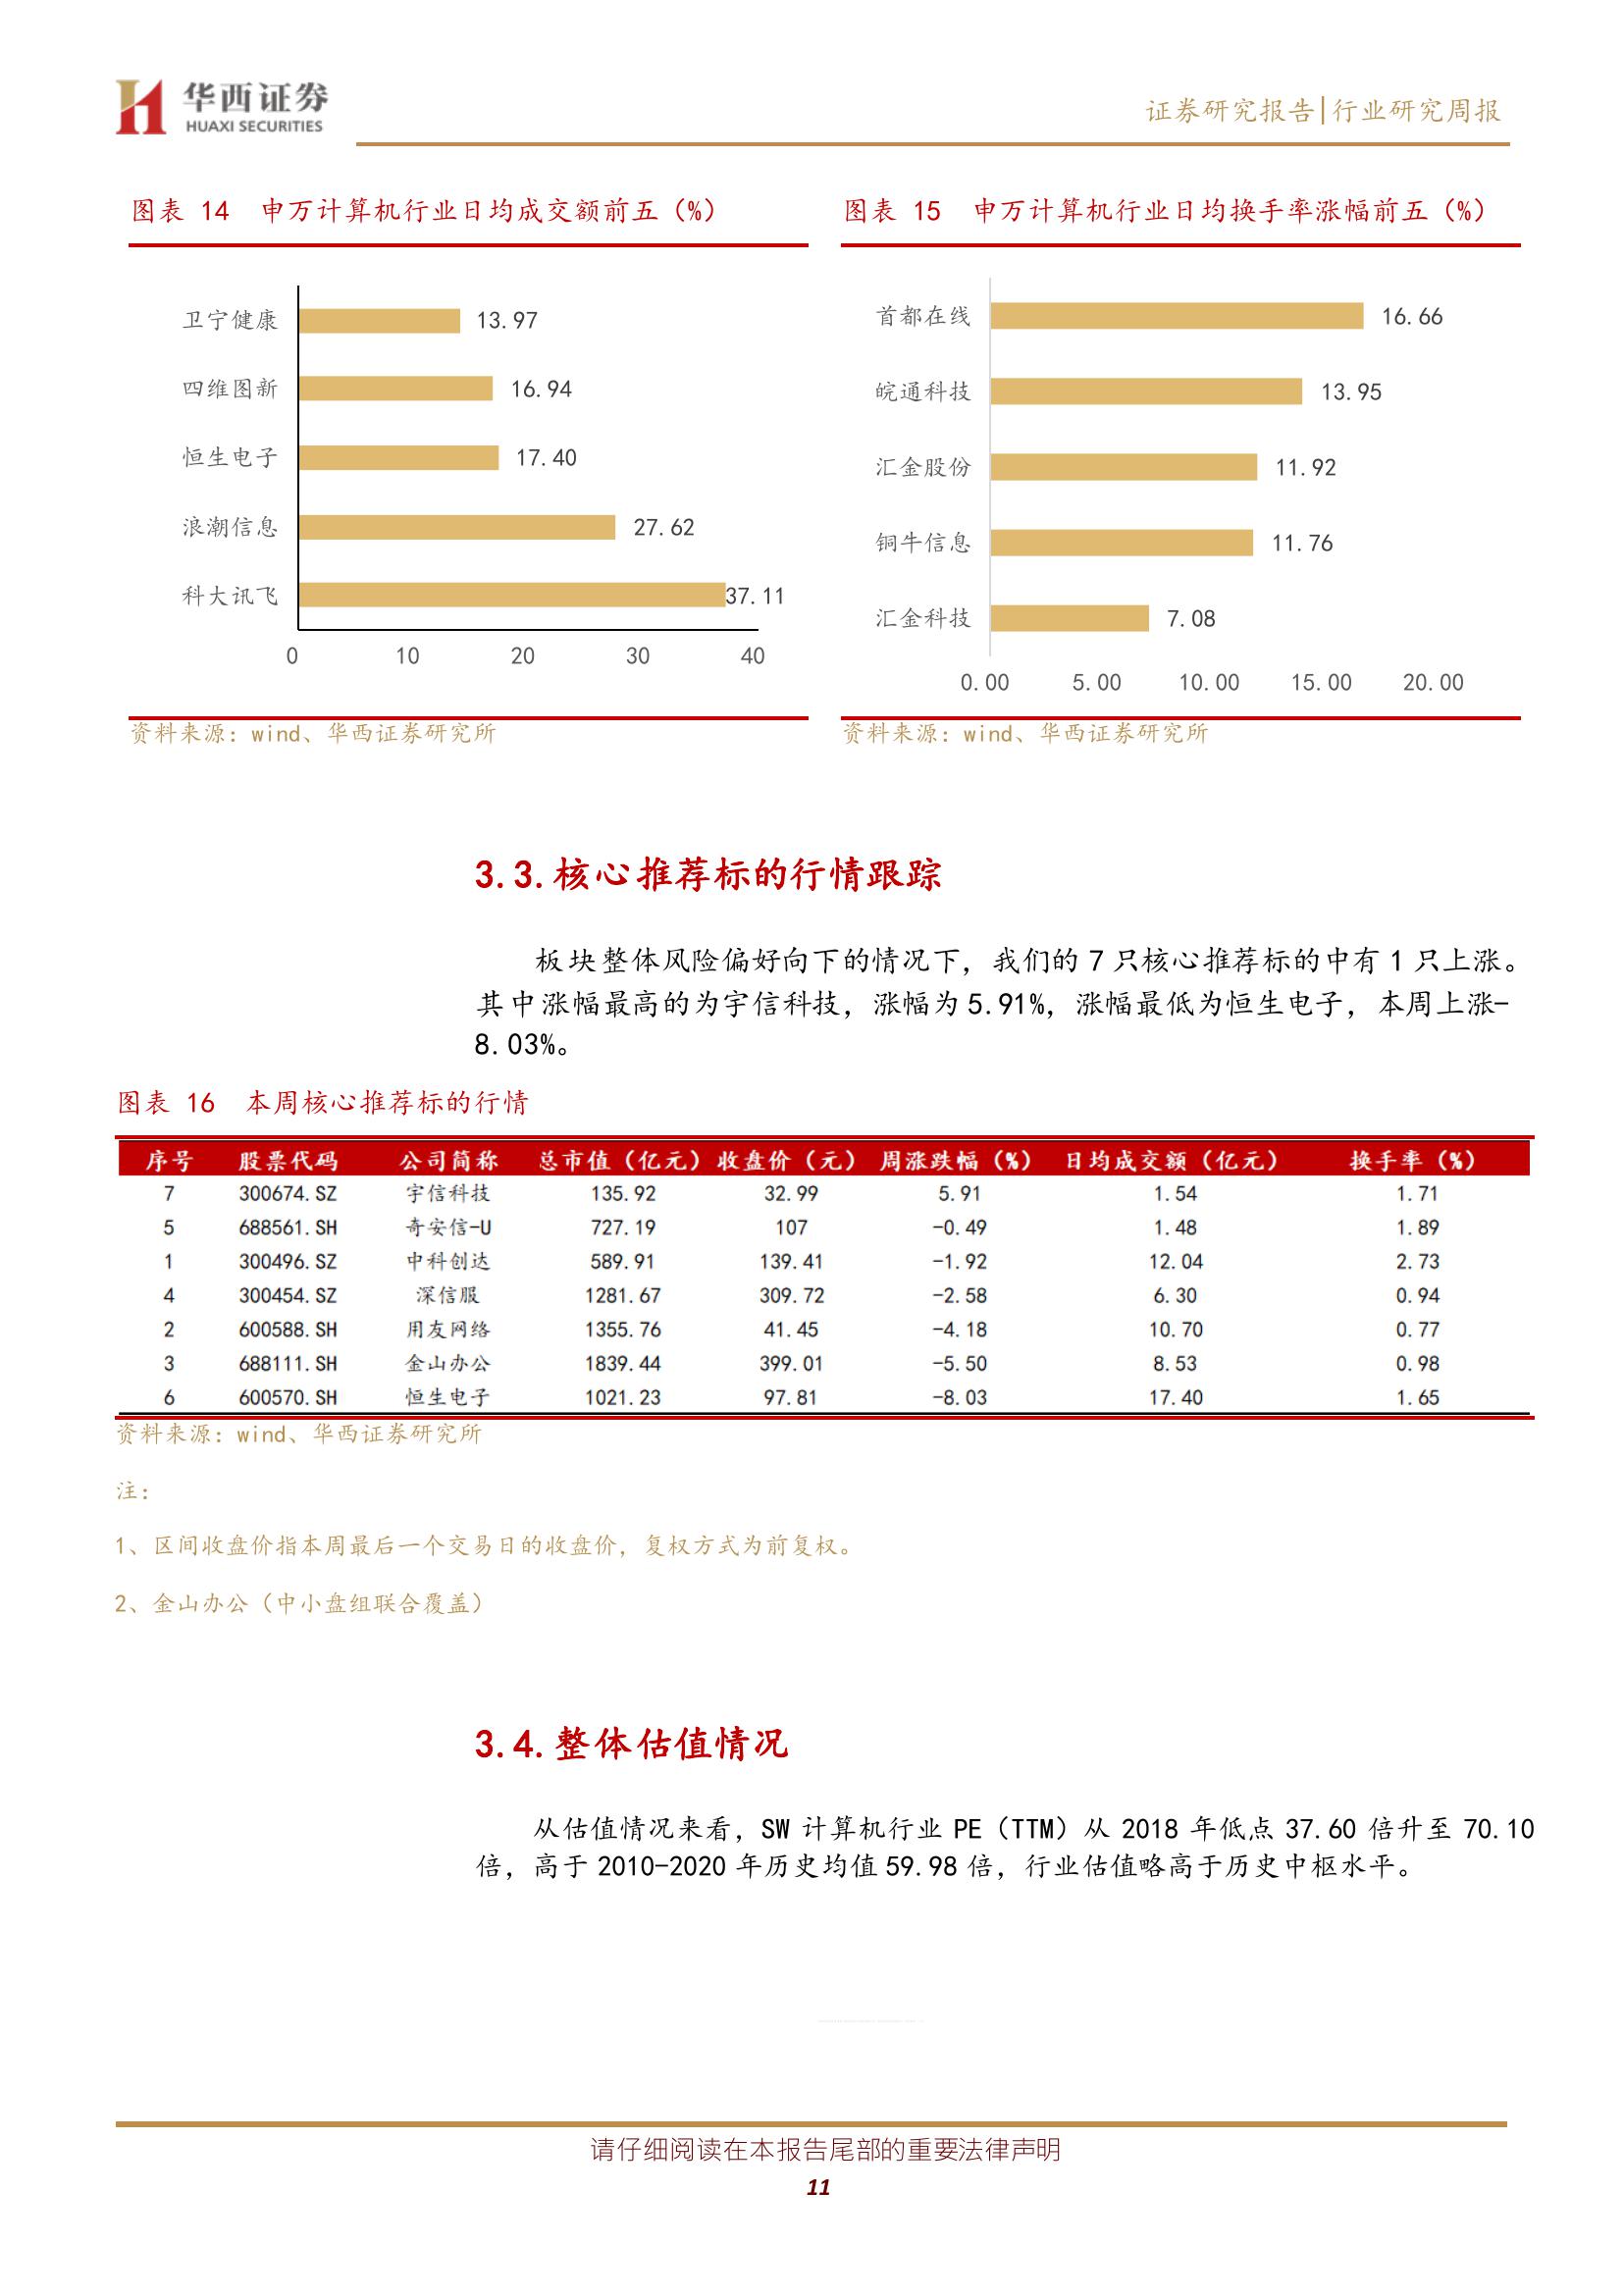 华西证券
HUAXI SECURITIES
证券研究报告|行业研究周报
图表 14 申万计算机行业日均成交额前五（%）
卫宁健康 13.97
四维图新 16.94
恒生电子 17.40
浪潮信息 27.62
科大讯飞 37.11
0 10 20 30 40
资料来源：wind、华西证券研究所
图表 15 申万计算机行业日均换手率涨幅前五（%）
首都在线 16.66
皖通科技 13.95
汇金股份 11.92
铜牛信息 11.76
汇金科技 7.08
0.00 5.00 10.00 15.00 20.00
资料来源：wind、华西证券研究所
3.3.核心推荐标的行情跟踪
板块整体风险偏好向下的情况下，我们的 7 只核心推荐标的中有 1 只上涨。
其中涨幅最高的为宇信科技，涨幅为 5.91%，涨幅最低为恒生电子，本周上涨-
8.03%。
图表 16 本周核心推荐标的行情
序号 股票代码 公司简称 总市值（亿元） 收盘价（元） 周涨跌幅（%） 日均成交额（亿元） 换手率（%）
7 300674.SZ 宇信科技 135.92 32.99 5.91 1.54 1.71
5 688561.SH 奇安信-U 727.19 107 -0.49 1.48 1.89
1 300496.SZ 中科创达 589.91 139.41 -1.92 12.04 2.73
4 300454.SZ 深信服 1281.67 309.72 -2.58 6.30 0.94
2 600588.SH 用友网络 1355.76 41.45 -4.18 10.70 0.77
3 688111.SH 金山办公 1839.44 399.01 -5.50 8.53 0.98
6 600570.SH 恒生电子 1021.23 97.81 -8.03 17.40 1.65
资料来源：wind、华西证券研究所
注：
1、区间收盘价指本周最后一个交易日的收盘价，复权方式为前复权。
2、金山办公（中小盘组联合覆盖）
3.4.整体估值情况
从估值情况来看，SW 计算机行业 PE（TTM）从 2018 年低点 37.60 倍升至 70.10
倍，高于 2010-2020 年历史均值 59.98 倍，行业估值略高于历史中枢水平。
请仔细阅读在本报告尾部的重要法律声明
11